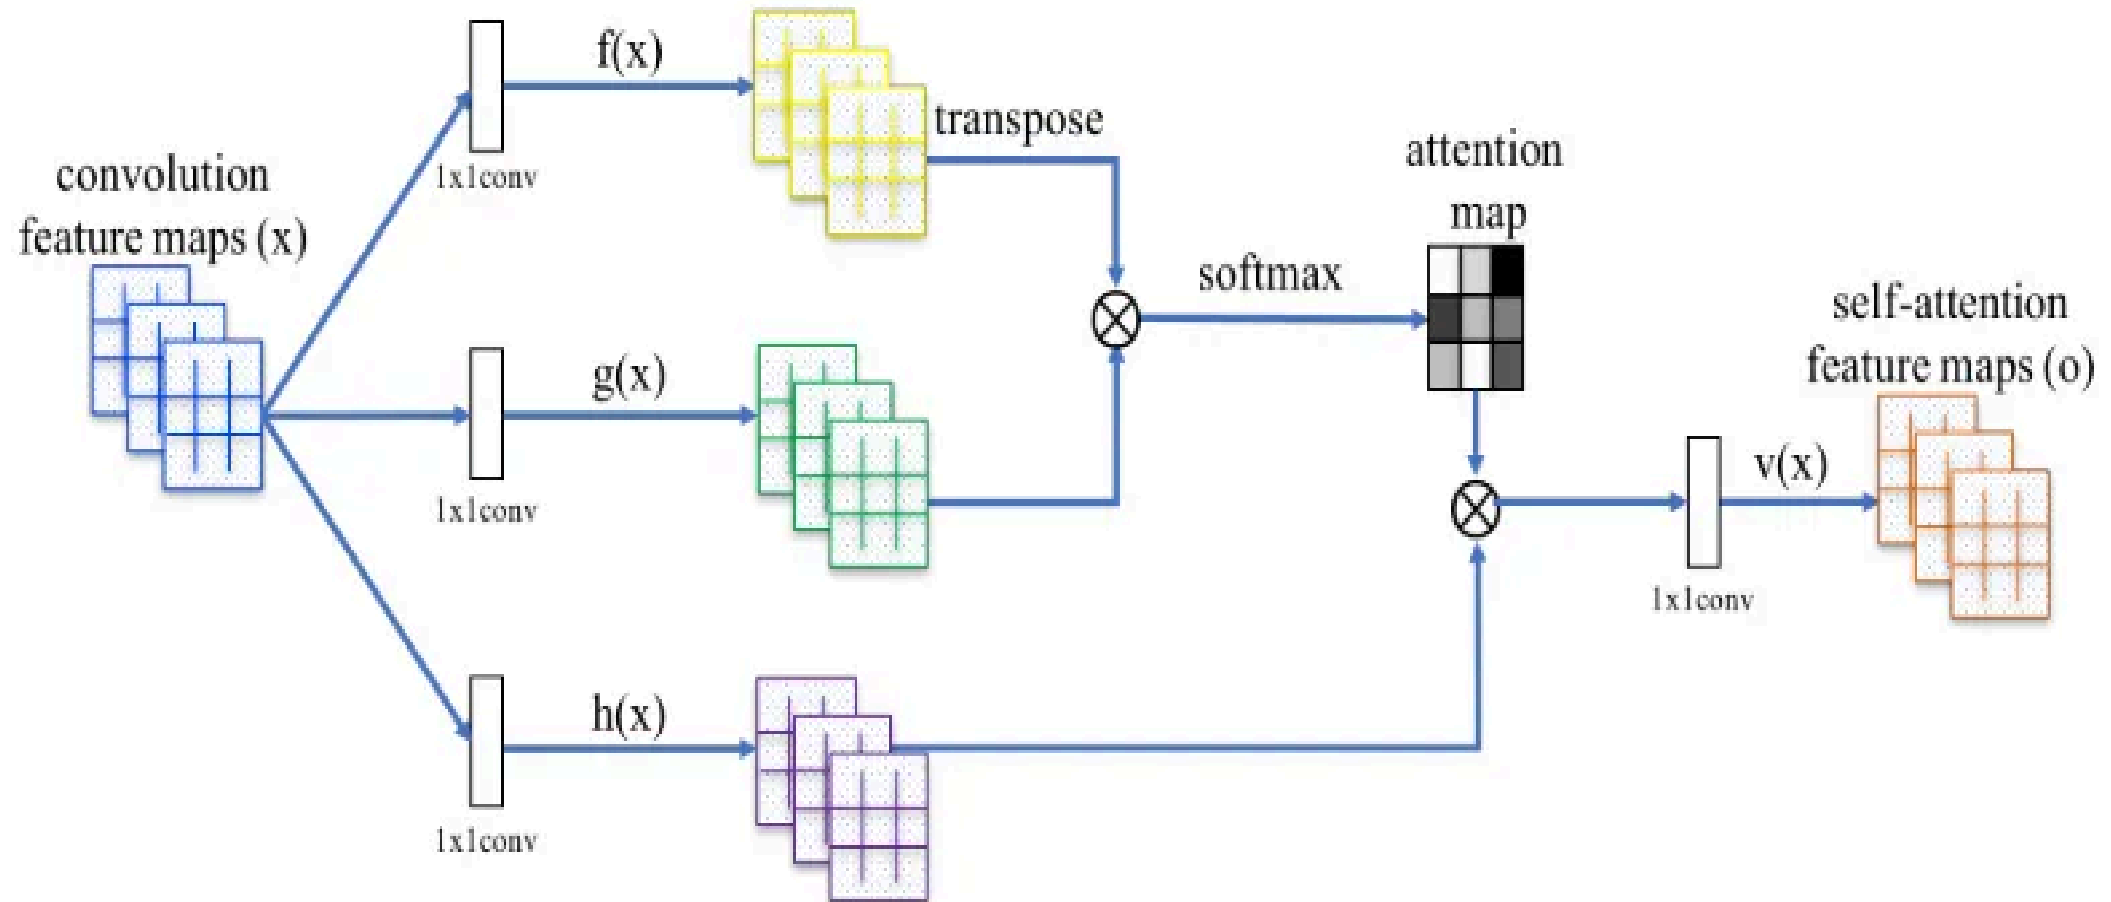 f(x)
1x1conv
transpose
convolution
feature maps (x)
attention
map
softmax
g(x)
1x1conv
self-attention
feature maps (o)
v(x)
1x1conv
h(x)
1x1conv